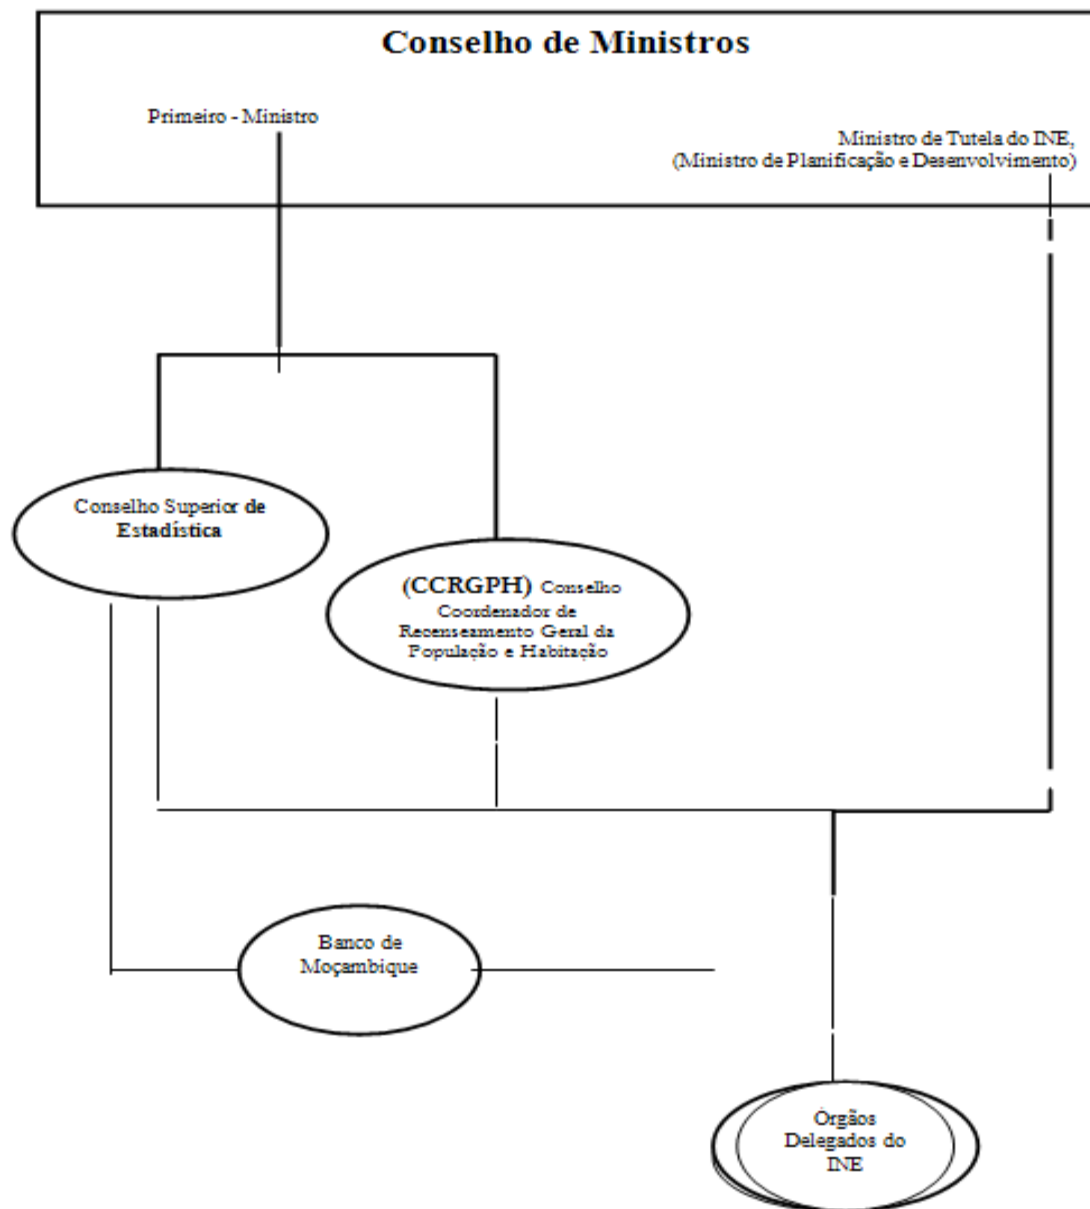 Conselho de Ministros
Primeiro - Ministro
Ministro de Tutela do INE,
(Ministro de Planificação e Desenvolvimento)
Conselho Superior de
Estadística
(CCRGPH) Conselho
Coordenador de
Recenseamento Geral da
População e Habitação
Banco de
Moçambique
Órgãos
Delegados do
INE